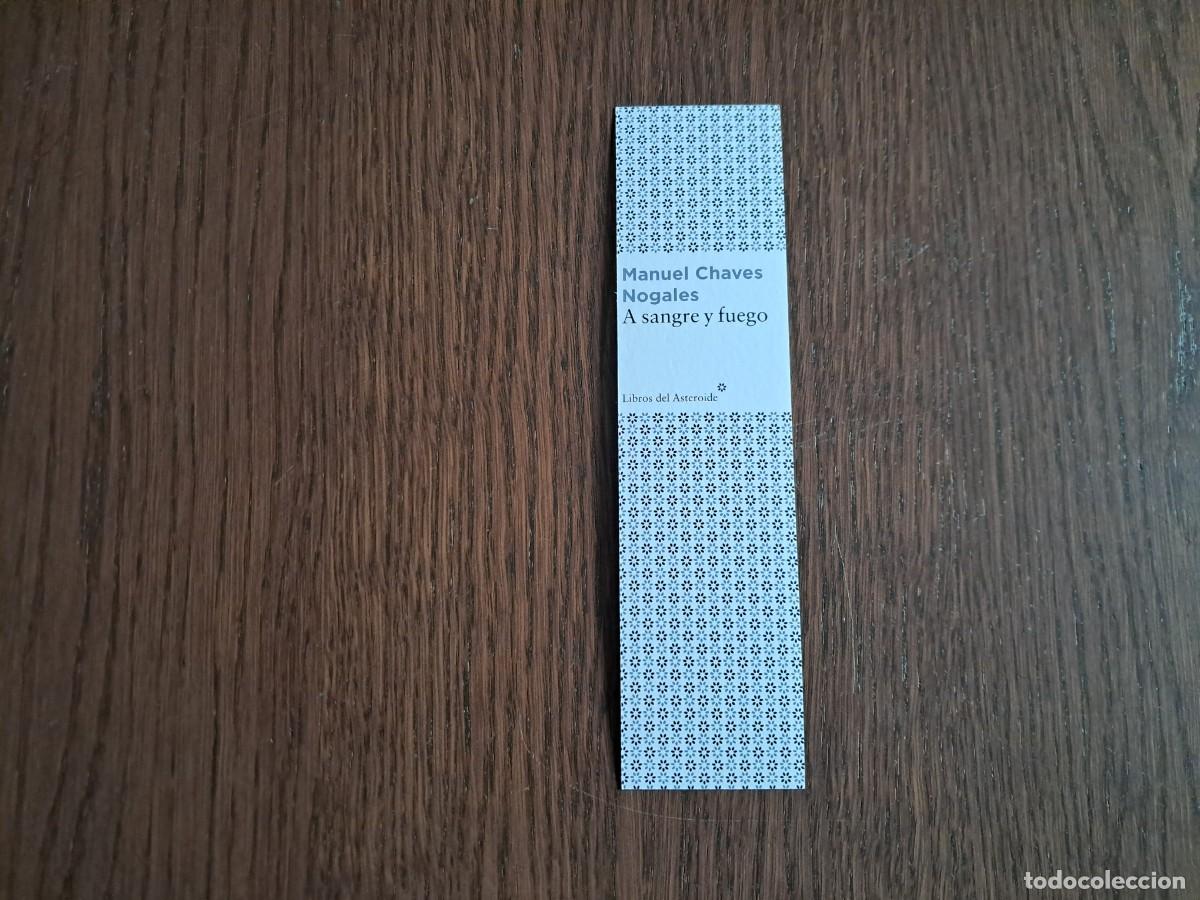 Manuel Chaves
Nogales
A sangre y fuego
Libros del Asteroide
todocoleccion